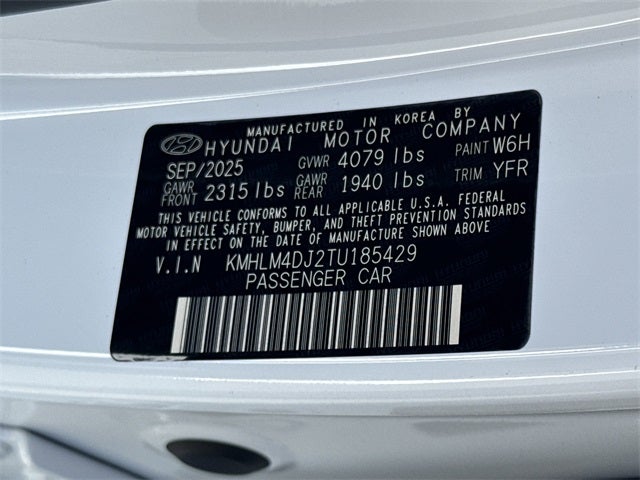 MANUFACTURED IN KOREA BY
HYUNDAI MOTOR COMPANY
SEP/2025 GVWR 4079 lbs PAINT W6H
GAWR FRONT 2315 lbs GAWR REAR 1940 lbs TRIM YFR
THIS VEHICLE CONFORMS TO ALL APPLICABLE U.S.A. FEDERAL
MOTOR VEHICLE SAFETY, BUMPER, AND THEFT PREVENTION STANDARDS
IN EFFECT ON THE DATE OF MANUFACTURE SHOWN ABOVE
V.I.N KMHLM4DJ2TU185429
PASSENGER CAR